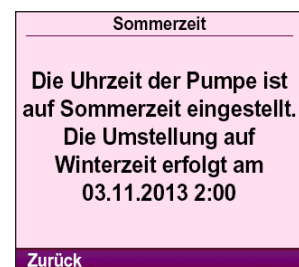 Sommerzeit
Die Uhrzeit der Pumpe ist
auf Sommerzeit eingestellt.
Die Umstellung auf
Winterzeit erfolgt am
03.11.2013 2:00
Zurück